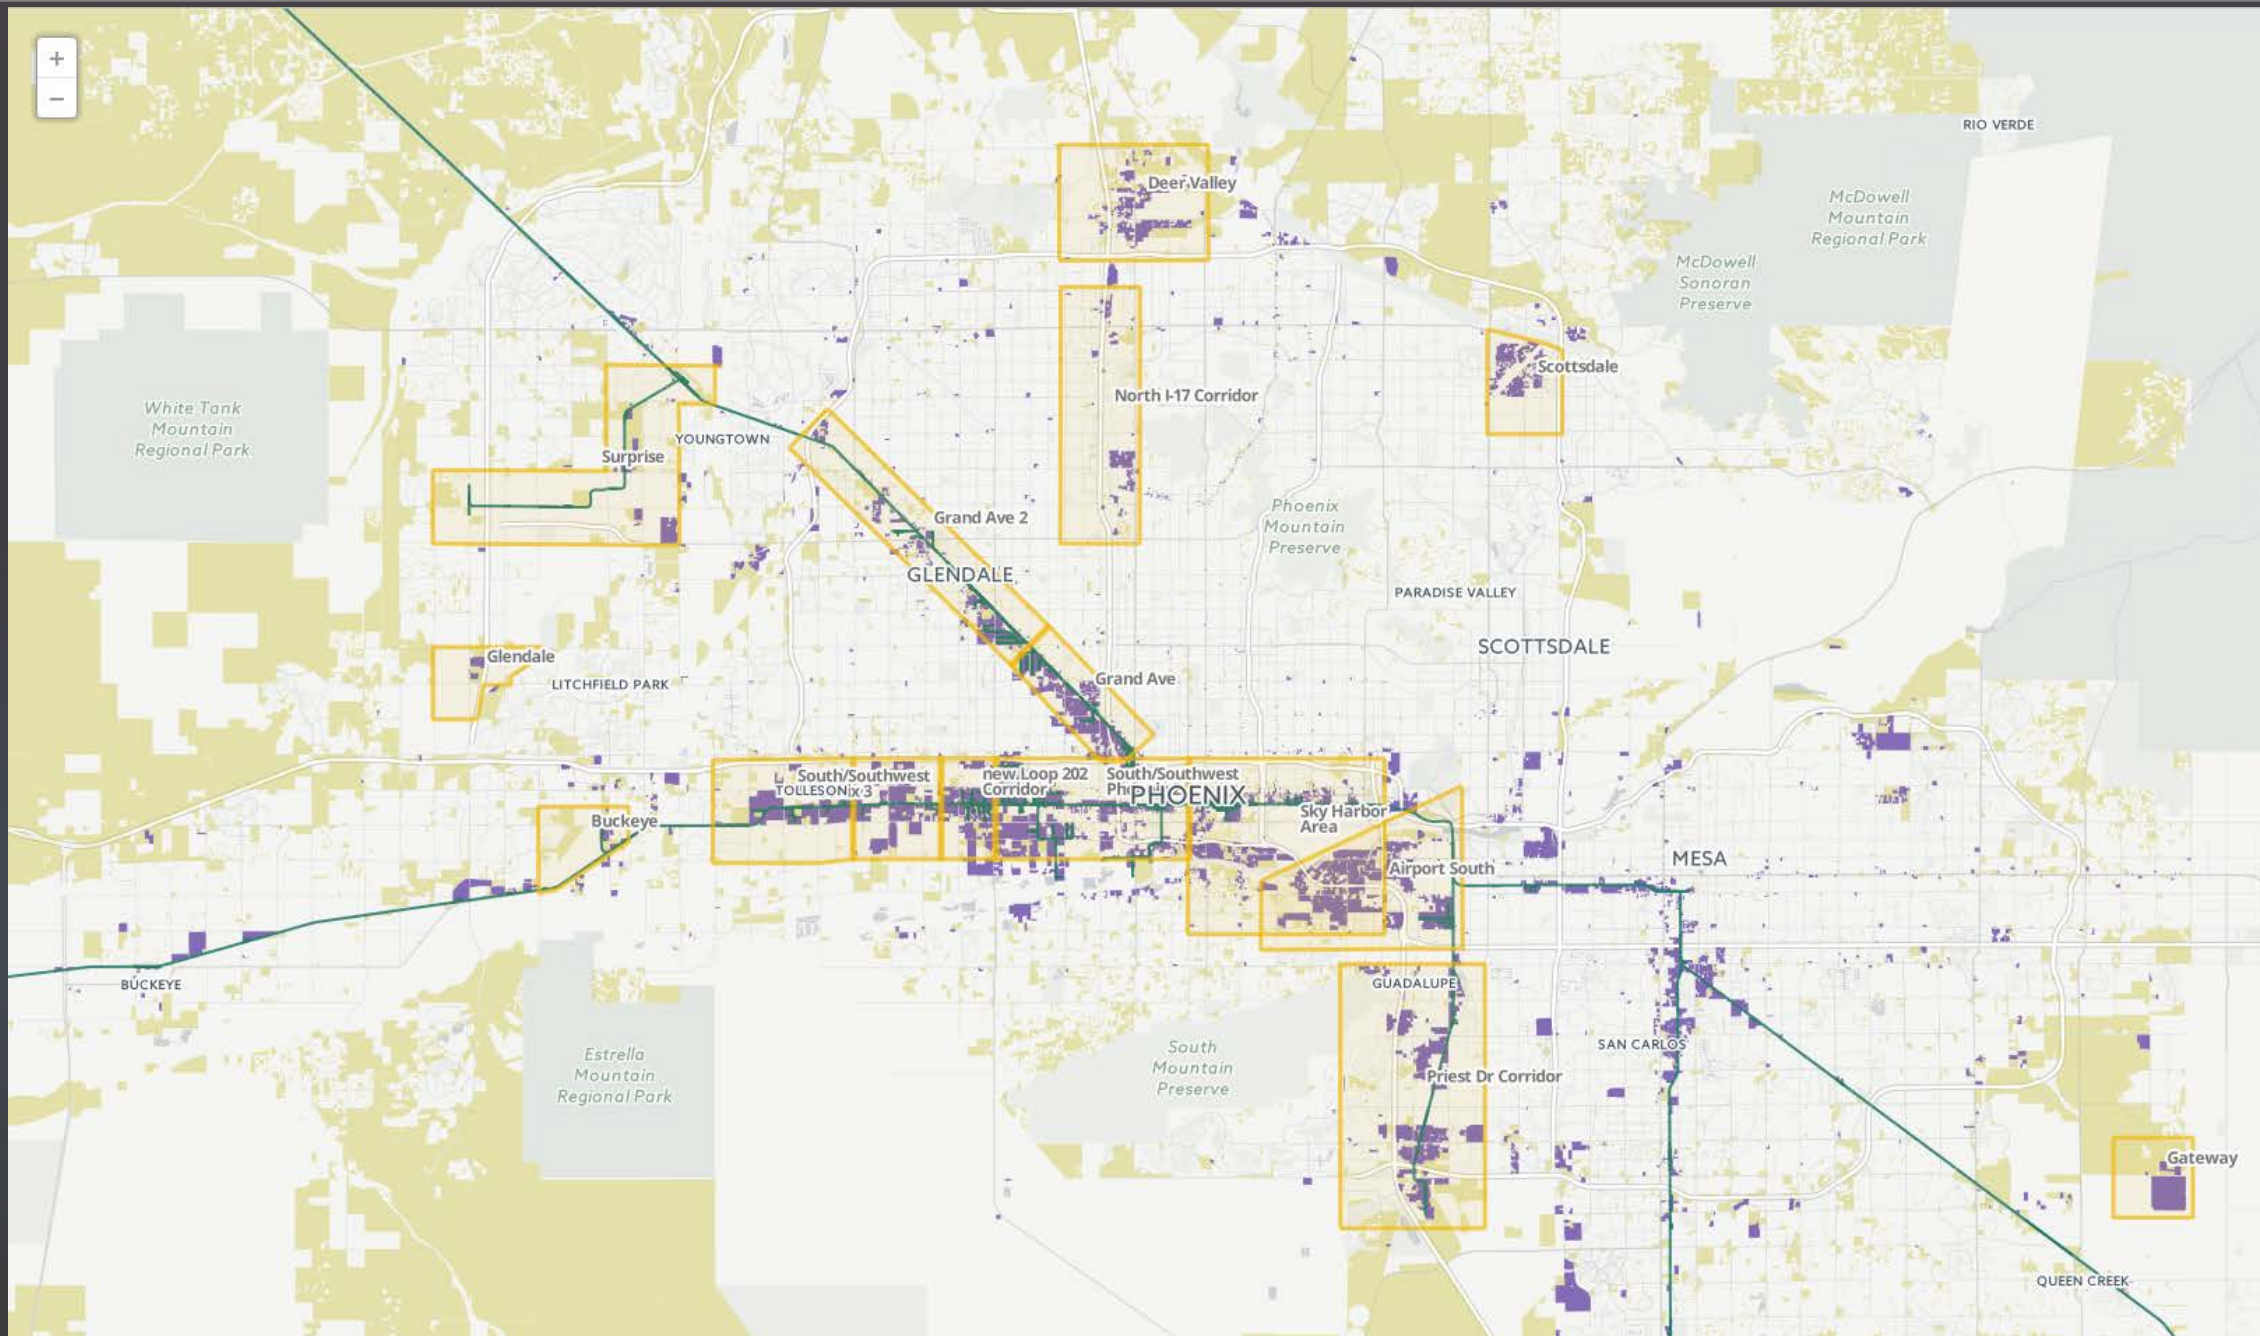 +
−
RIO VERDE
Deer Valley
McDowell
Mountain
Regional Park
McDowell
Sonoran
Preserve
Scottsdale
North I-17 Corridor
White Tank
Mountain
Regional Park
YOUNGTOWN
Surprise
Grand Ave 2
Phoenix
Mountain
Preserve
GLENDALE
PARADISE VALLEY
SCOTTSDALE
Glendale
LITCHFIELD PARK
Grand Ave
South/Southwest
ix 3
TOLLESON
new Loop 202
Corridor
South/Southwest
PHOENIX
Sky Harbor
Area
Buckeye
MESA
Airport South
BUCKEYE
GUADALUPE
Estrella
Mountain
Regional Park
South
Mountain
Preserve
SAN CARLOS
Priest Dr Corridor
Gateway
QUEEN CREEK